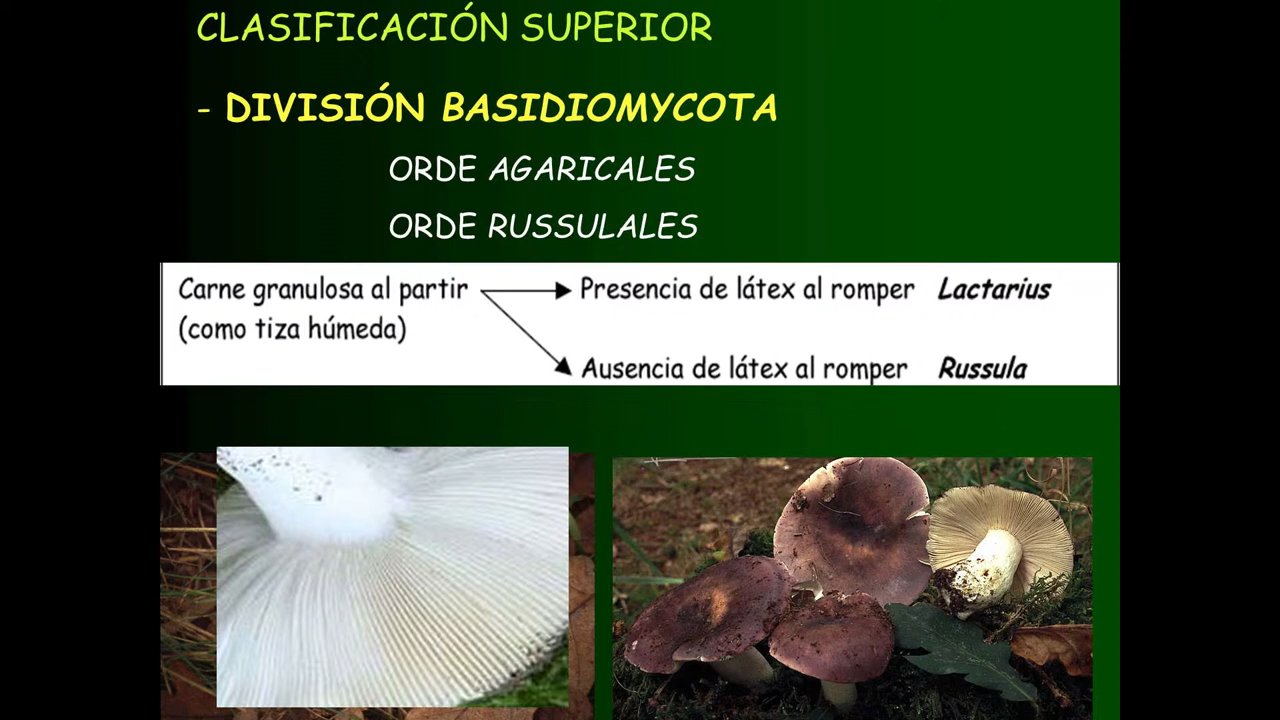 CLASIFICACIÓN SUPERIOR
- DIVISIÓN BASIDIOMYCOTA
ORDE AGARICALES
ORDE RUSSULALES
Carne granulosa al partir Presencia de látex al romper Lactarius
(como tiza húmeda)
Ausencia de látex al romper Russula